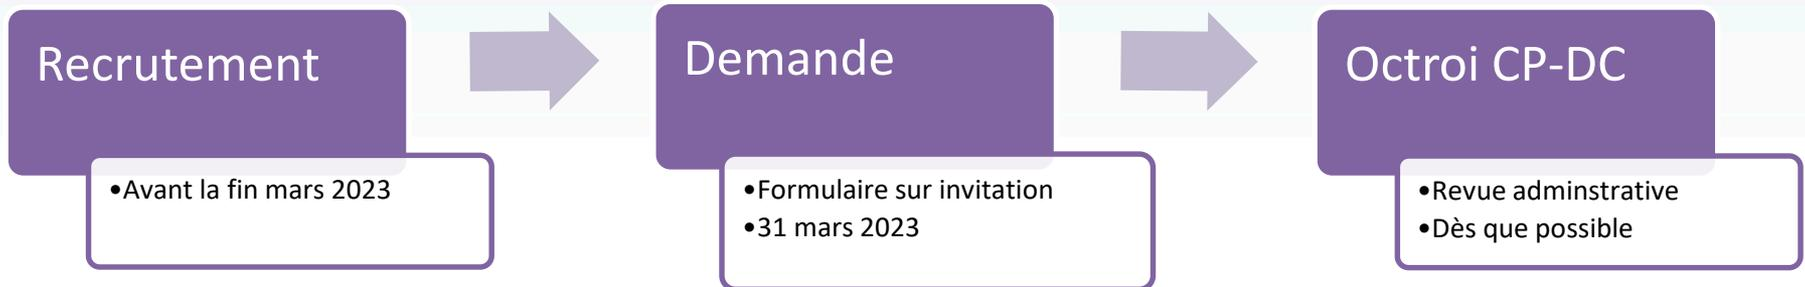 Recrutement
•Avant la fin mars 2023
Demande
•Formulaire sur invitation
•31 mars 2023
Octroi CP-DC
•Revue adminstrative
•Dès que possible